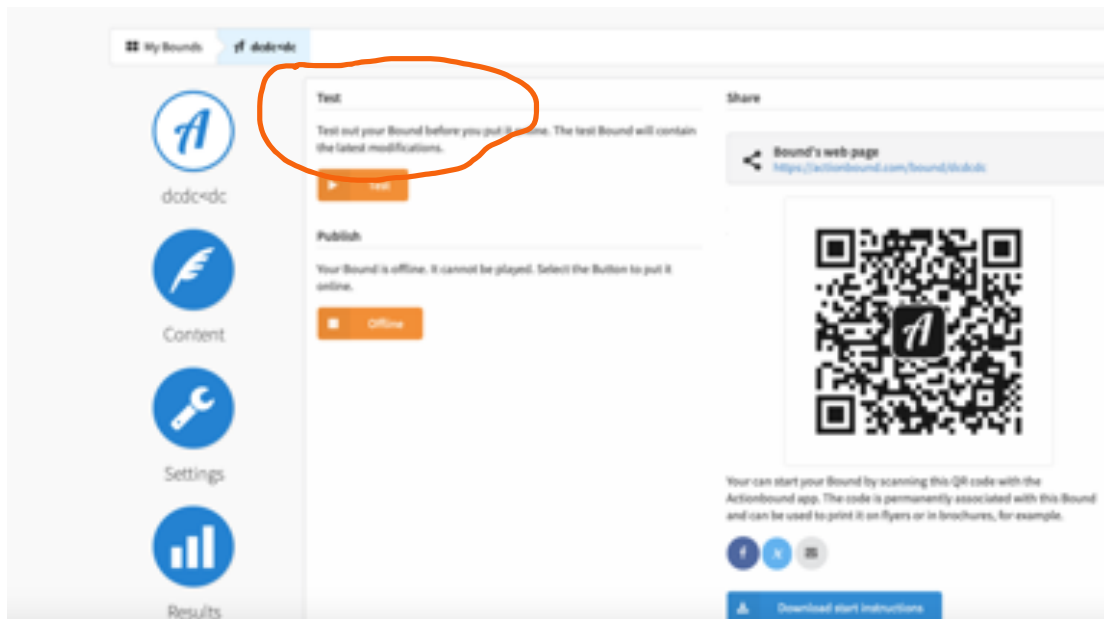 My Bounds
dcdc<dc
dcdc<dc
Content
Settings
Results
Test
Test out your Bound before you put it online. The test Bound will contain
the latest modifications.
Test
Publish
Your Bound is offline. It cannot be played. Select the Button to put it
online.
Offline
Share
Bound's web page
https://actionbound.com/bound/dcdcdc
Your can start your Bound by scanning this QR code with the
Actionbound app. The code is permanently associated with this Bound
and can be used to print it on flyers or in brochures, for example.
Download start instructions